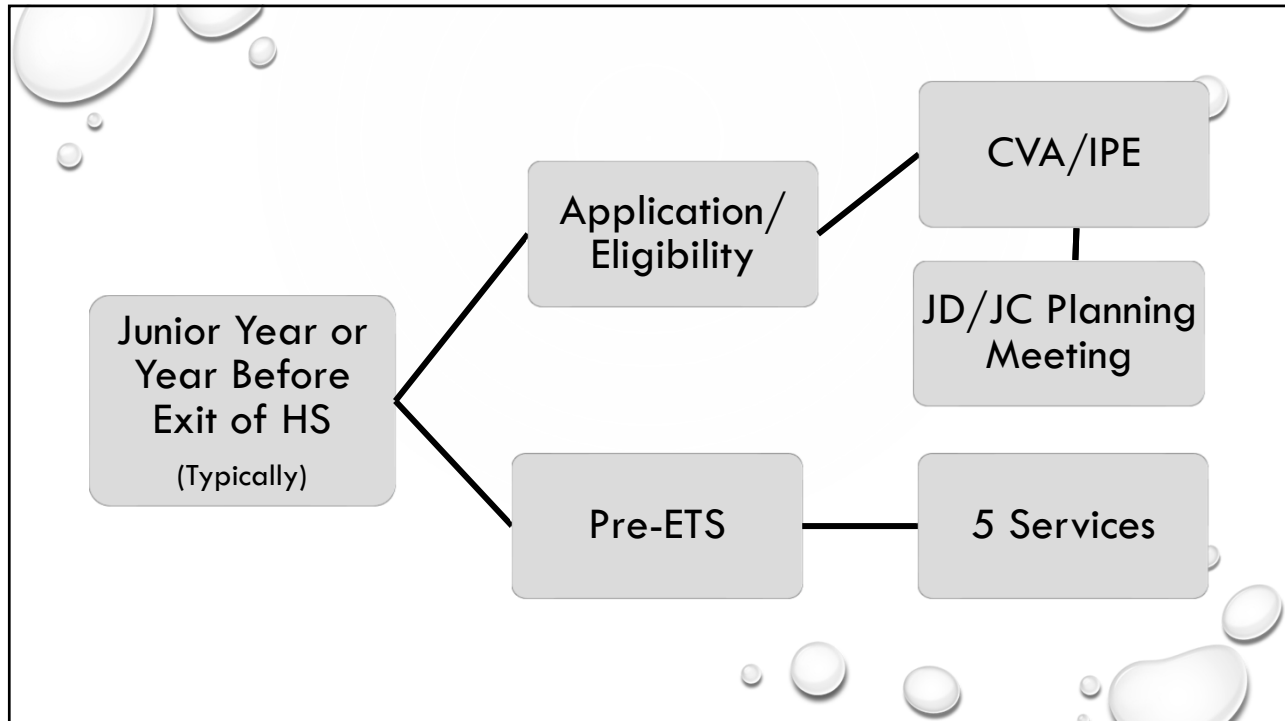 Junior Year or
Year Before
Exit of HS
(Typically)
Application/
Eligibility
CVA/IPE
JD/JC Planning
Meeting
Pre-ETS
5 Services